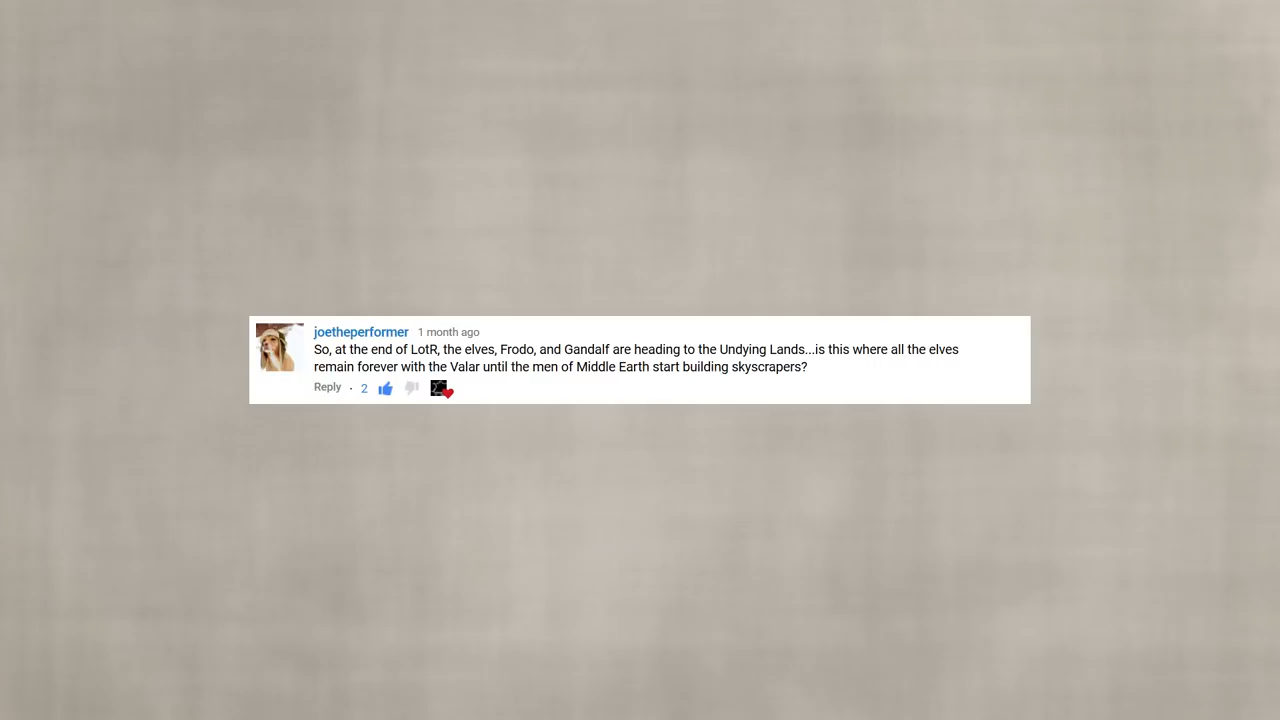 joetheperformer 1 month ago
So, at the end of LotR, the elves, Frodo, and Gandalf are heading to the Undying Lands...is this where all the elves
remain forever with the Valar until the men of Middle Earth start building skyscrapers?
Reply · 2